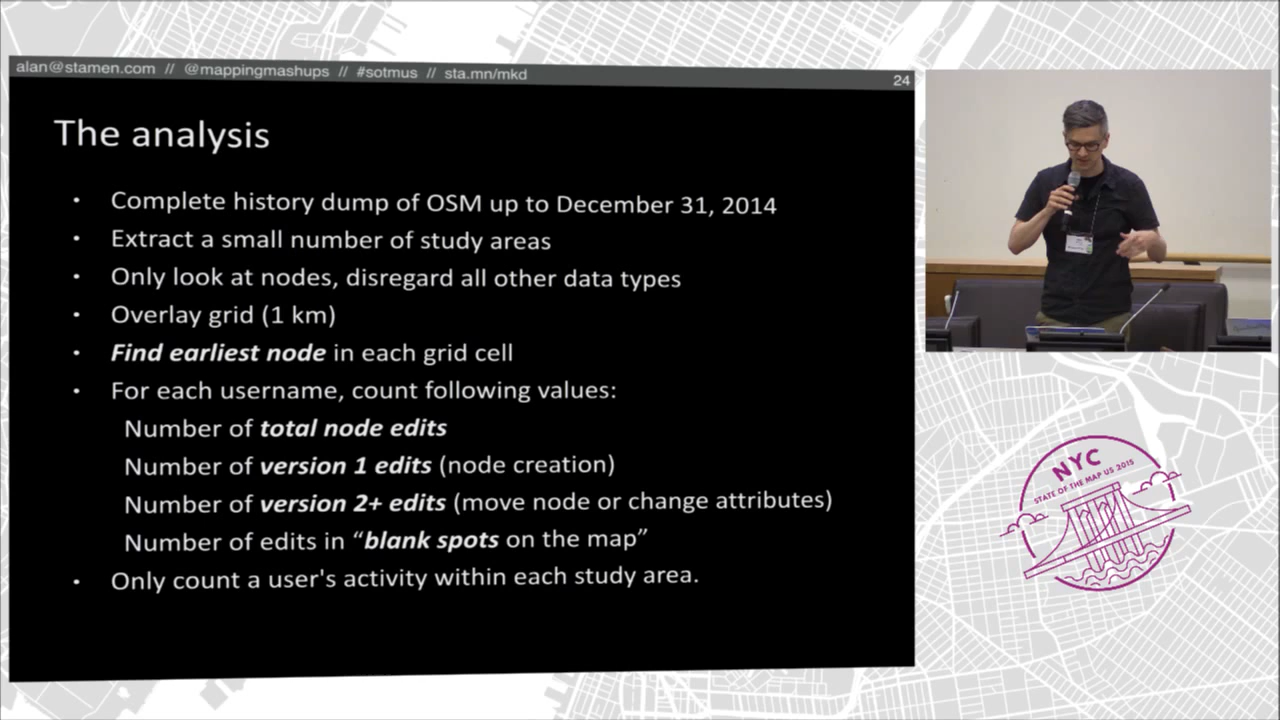 alan@stamen.com // @mappingmashups // #sotmus // sta.mn/mkd
24
The analysis
• Complete history dump of OSM up to December 31, 2014
• Extract a small number of study areas
• Only look at nodes, disregard all other data types
• Overlay grid (1 km)
• Find earliest node in each grid cell
• For each username, count following values:
Number of total node edits
Number of version 1 edits (node creation)
Number of version 2+ edits (move node or change attributes)
Number of edits in “blank spots on the map”
• Only count a user's activity within each study area.
NYC
STATE OF THE MAP US 2015